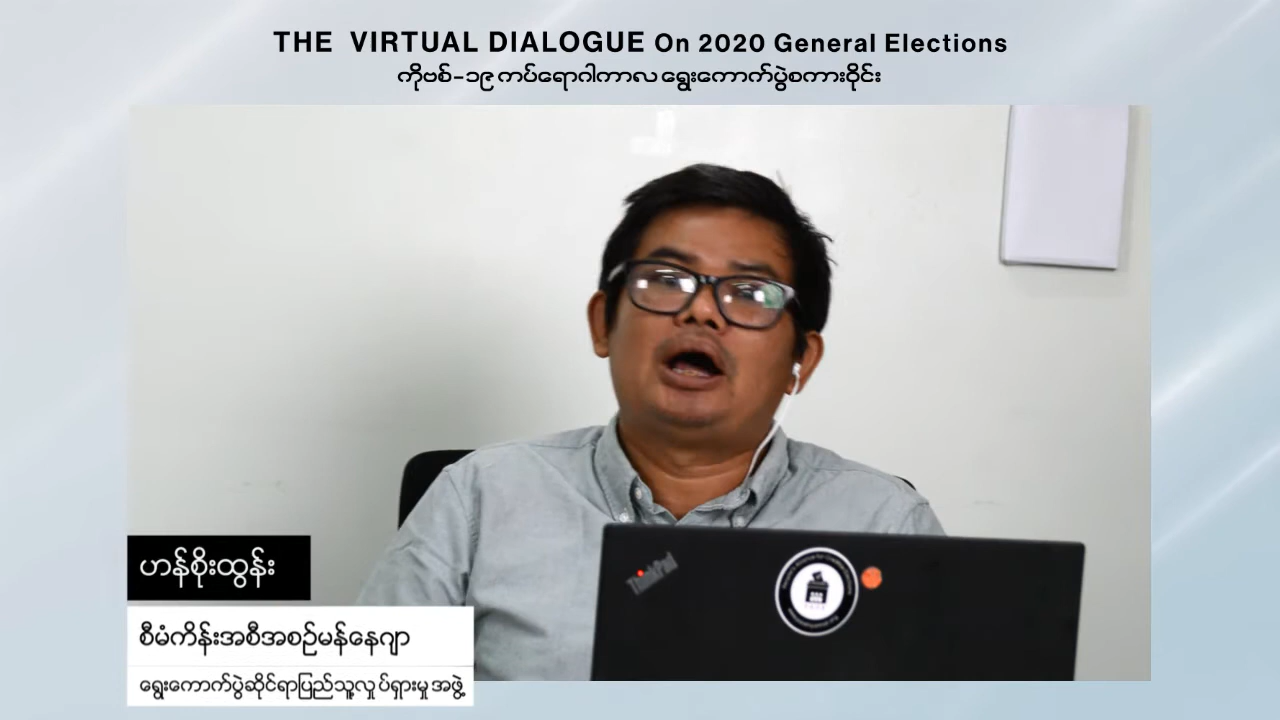 THE VIRTUAL DIALOGUE On 2020 General Elections
ကိုဗစ်-၁၉ ကပ်ရောဂါကာလ ရွေးကောက်ပွဲစကားဝိုင်း
ThinkPad
ဟန်စိုးထွန်း
စီမံကိန်းအစီအစဉ်မန်နေဂျာ
ရွေးကောက်ပွဲဆိုင်ရာပြည်သူ့လှုပ်ရှားမှုအဖွဲ့